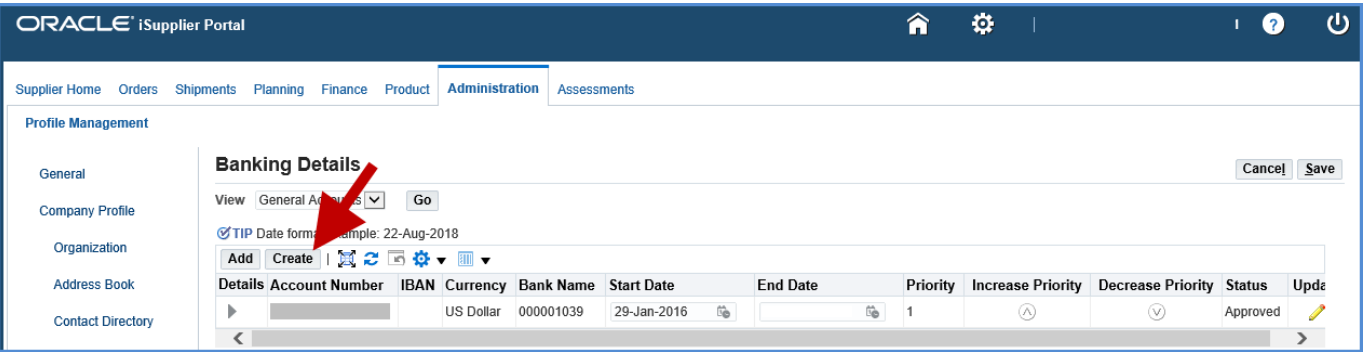 ORACLE iSupplier Portal
Supplier Home Orders Shipments Planning Finance Product Administration Assessments
Profile Management
General
Company Profile
Organization
Address Book
Contact Directory
Banking Details
Cancel Save
View General Accounts Go
TIP Date format example: 22-Aug-2018
Add Create
Details Account Number IBAN Currency Bank Name Start Date End Date Priority Increase Priority Decrease Priority Status Upda
US Dollar 000001039 29-Jan-2016 1 Approved